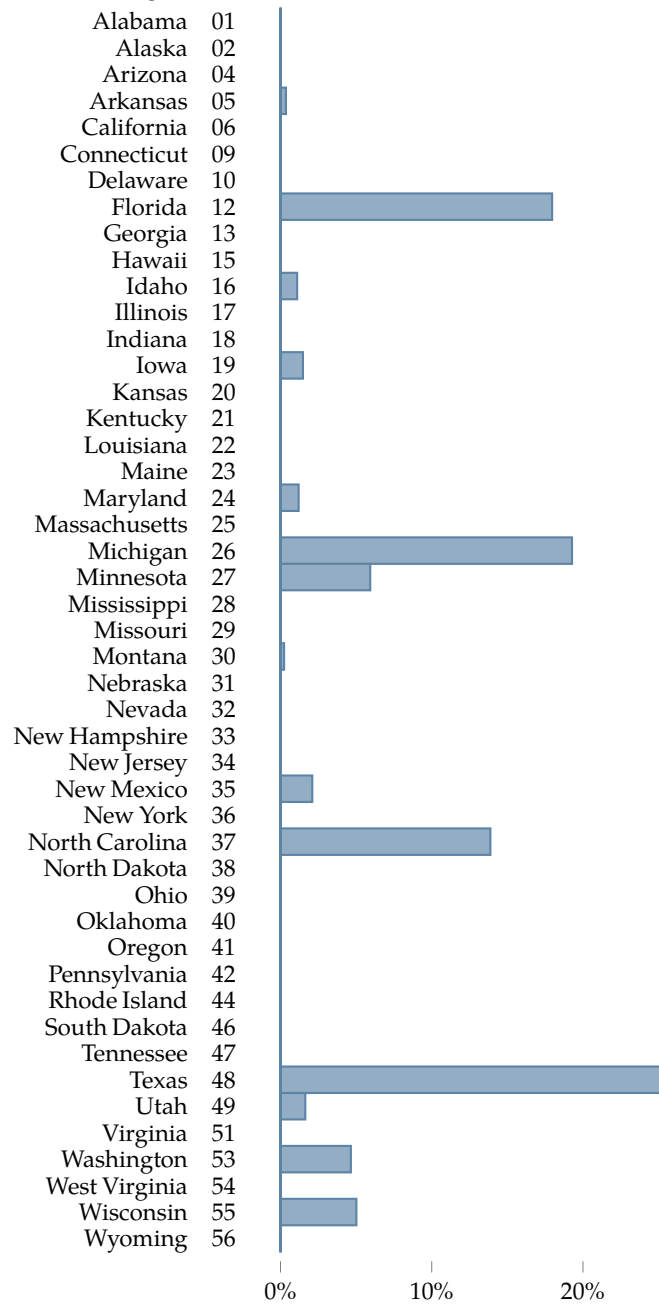 Alabama 01
Alaska 02
Arizona 04
Arkansas 05
California 06
Connecticut 09
Delaware 10
Florida 12
Georgia 13
Hawaii 15
Idaho 16
Illinois 17
Indiana 18
Iowa 19
Kansas 20
Kentucky 21
Louisiana 22
Maine 23
Maryland 24
Massachusetts 25
Michigan 26
Minnesota 27
Mississippi 28
Missouri 29
Montana 30
Nebraska 31
Nevada 32
New Hampshire 33
New Jersey 34
New Mexico 35
New York 36
North Carolina 37
North Dakota 38
Ohio 39
Oklahoma 40
Oregon 41
Pennsylvania 42
Rhode Island 44
South Dakota 46
Tennessee 47
Texas 48
Utah 49
Virginia 51
Washington 53
West Virginia 54
Wisconsin 55
Wyoming 56
0% 10% 20%